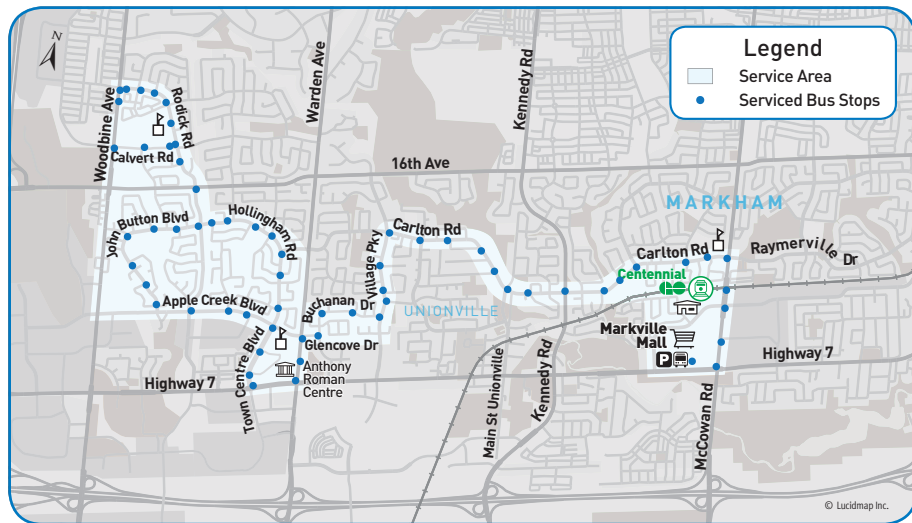 N
Legend
Service Area
Serviced Bus Stops
Woodbine Ave
Rodick Rd
Calvert Rd
Warden Ave
Kennedy Rd
16th Ave
MARKHAM
John Button Blvd
Hollingham Rd
Village Pky
Carlton Rd
Carlton Rd
Raymerville Dr
Centennial
Apple Creek Blvd
Buchanan Dr
UNIONVILLE
Glencove Dr
Markville
Mall
P
Town Centre Blvd
Anthony
Roman
Centre
Highway 7
Highway 7
Main St Unionville
Kennedy Rd
McCowan Rd
© Lucidmap Inc.